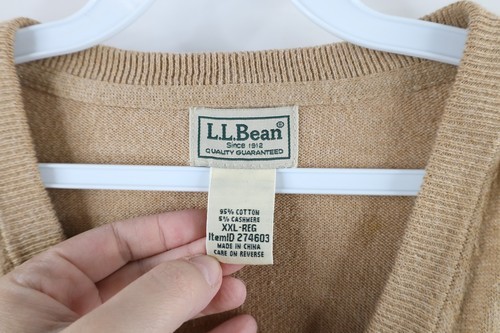 L.L.Bean®
Since 1912
QUALITY GUARANTEED
95% COTTON
5% CASHMERE
XXL-REG
ItemID 274603
MADE IN CHINA
CARE ON REVERSE